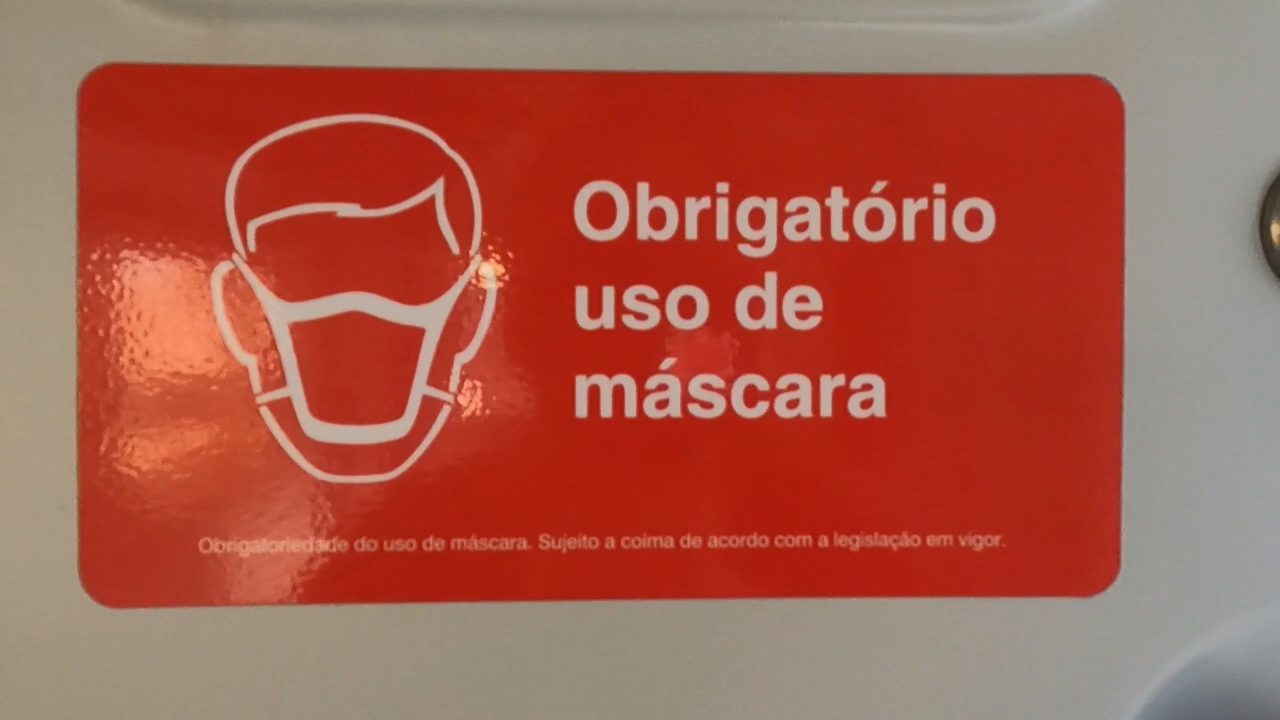 Obrigatório
uso de
máscara
Obrigatoriedade do uso de máscara. Sujeito a coima de acordo com a legislação em vigor.